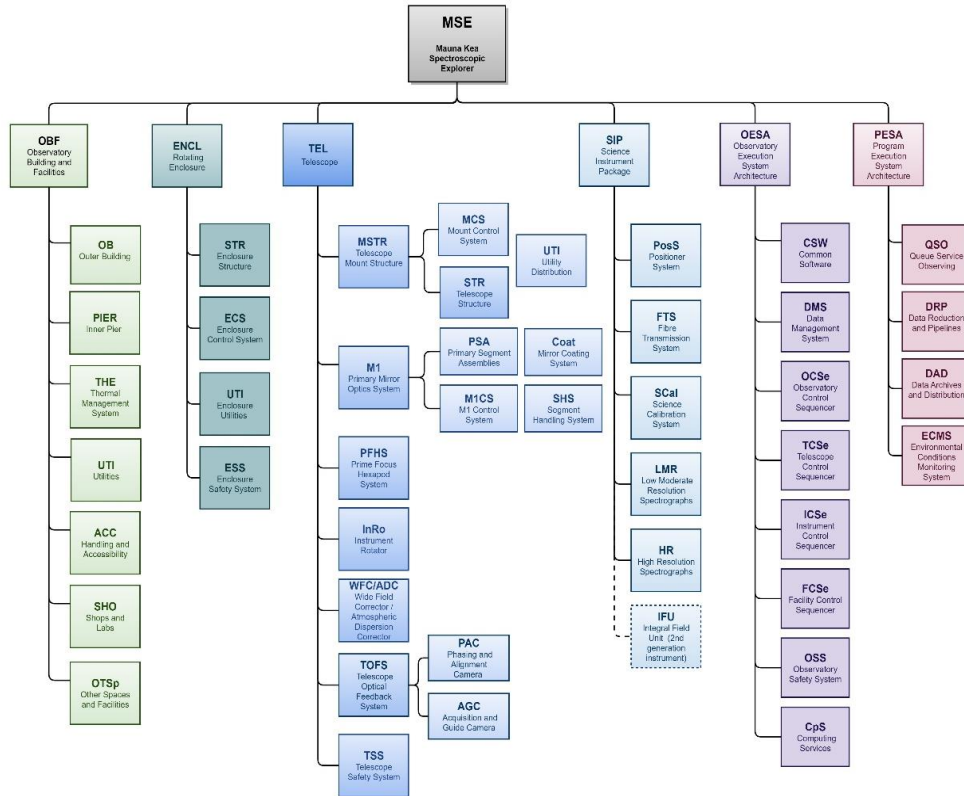 MSE
Mauna Kea
Spectroscopic
Explorer
OBF
Observatory
Building and
Facilities
ENCL
Rotating
Enclosure
TEL
Telescope
SIP
Science
Instrument
Package
OESA
Observatory
Execution
System
Architecture
PESA
Program
Execution
System
Architecture
OB
Outer Building
PIER
Inner Pier
THE
Thermal
Management
System
UTI
Utilities
ACC
Handling and
Accessibility
SHO
Shops and
Labs
OTSp
Other Spaces
and Facilities
STR
Enclosure
Structure
ECS
Enclosure
Control System
UTI
Enclosure
Utilities
ESS
Enclosure
Safety System
MSTR
Telescope
Mount Structure
MCS
Mount Control
System
UTI
Utility
Distribution
STR
Telescope
Structure
M1
Primary Mirror
Optics System
PSA
Primary Segment
Assemblies
Coat
Mirror Coating
System
M1CS
M1 Control
System
SHS
Segment
Handling System
PFHS
Prime Focus
Hexapod
System
InRo
Instrument
Rotator
WFC/ADC
Wide Field
Corrector /
Atmospheric
Dispersion
Corrector
TOFS
Telescope
Optical
Feedback
System
PAC
Phasing and
Alignment
Camera
AGC
Acquisition and
Guide Camera
TSS
Telescope
Safety System
PosS
Positioner
System
FTS
Fibre
Transmission
System
SCal
Science
Calibration
System
LMR
Low Moderate
Resolution
Spectrographs
HR
High Resolution
Spectrographs
IFU
Integral Field
Unit (2nd
generation
instrument)
CSW
Common
Software
DMS
Data
Management
System
OCSe
Observatory
Control
Sequencer
TCSe
Telescope
Control
Sequencer
ICSe
Instrument
Control
Sequencer
FCSe
Facility Control
Sequencer
OSS
Observatory
Safety System
CpS
Computing
Services
QSO
Queue Service
Observing
DRP
Data Reduction
and Pipelines
DAD
Data Archives
and Distribution
ECMS
Environmental
Conditions
Monitoring
System